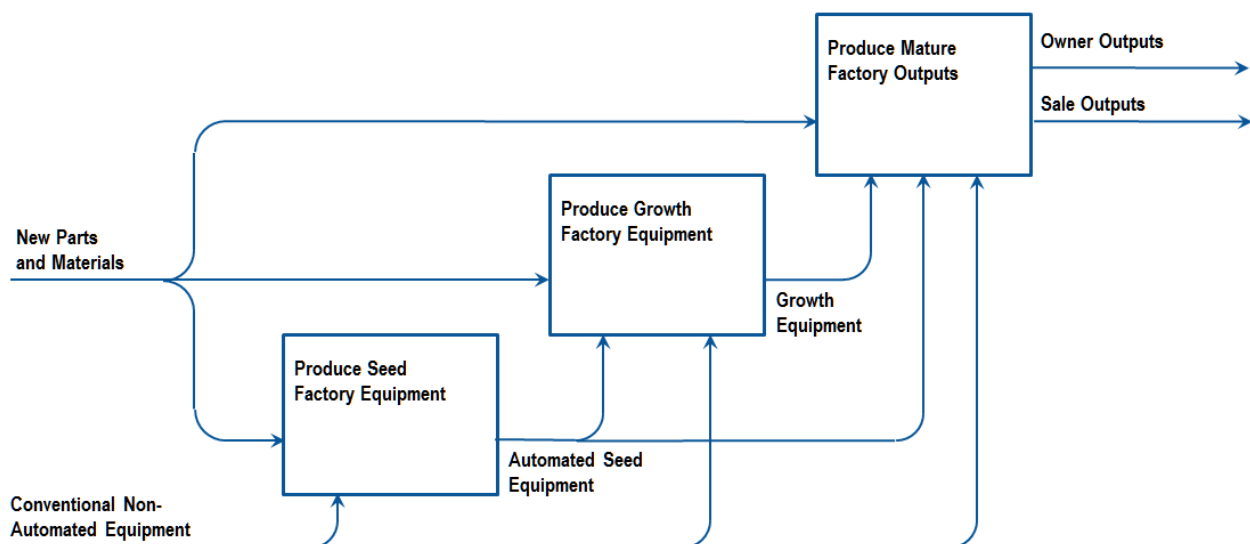 Produce Mature
Factory Outputs
Owner Outputs
Sale Outputs
Produce Growth
Factory Equipment
New Parts
and Materials
Growth
Equipment
Produce Seed
Factory Equipment
Automated Seed
Equipment
Conventional Non-
Automated Equipment